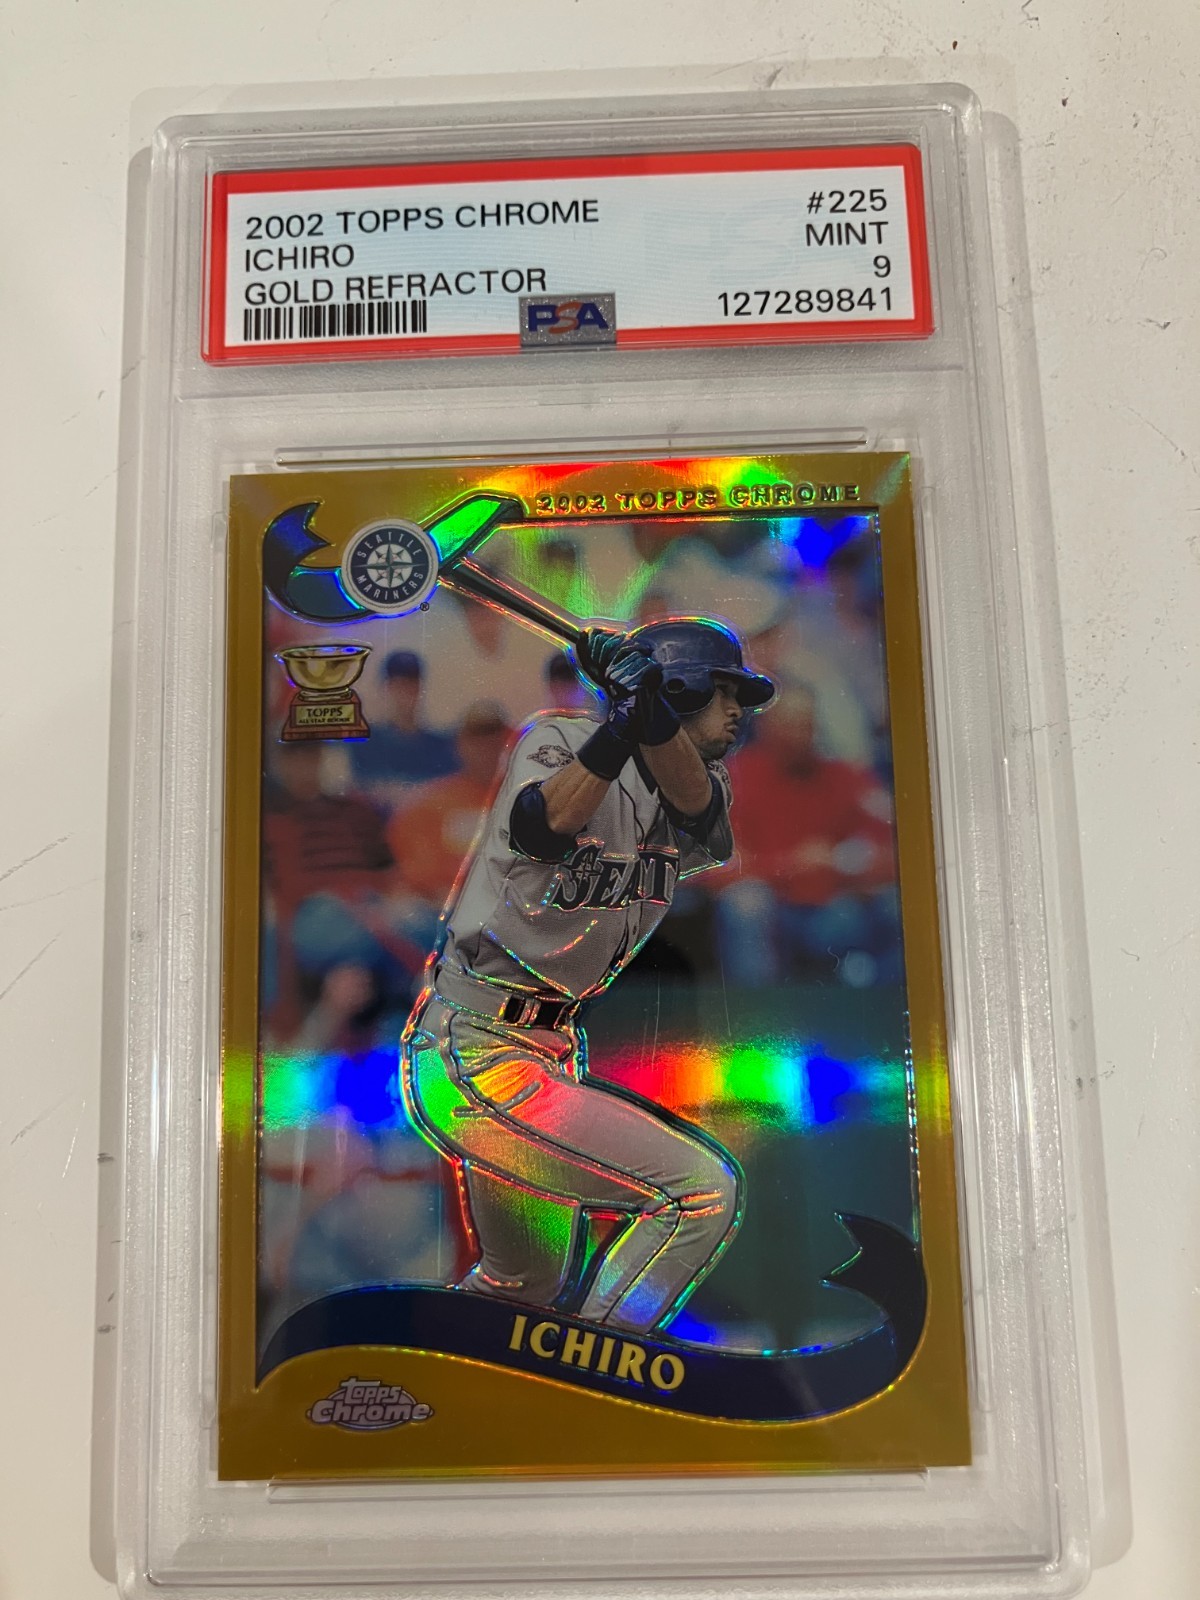 2002 TOPPS CHROME #225
ICHIRO MINT
GOLD REFRACTOR 9
PSA 127289841
2002 TOPPS CHROME
SEATTLE MARINERS
®
TOPPS
ALL STAR ROOKIE
SEAT
ICHIRO
topps
Chrome